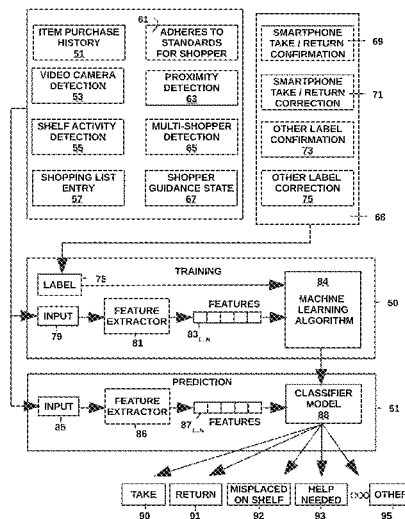 61
ITEM PURCHASE
HISTORY
51
ADHERES TO
STANDARDS
FOR SHOPPER
SMARTPHONE
TAKE / RETURN
CONFIRMATION
69
VIDEO CAMERA
DETECTION
53
PROXIMITY
DETECTION
63
SMARTPHONE
TAKE / RETURN
CORRECTION
71
SHELF ACTIVITY
DETECTION
55
MULTI-SHOPPER
DETECTION
65
OTHER LABEL
CONFIRMATION
73
SHOPPING LIST
ENTRY
57
SHOPPER
GUIDANCE STATE
67
OTHER LABEL
CORRECTION
75
66
TRAINING
LABEL
75
84
MACHINE
LEARNING
ALGORITHM
50
INPUT
79
FEATURE
EXTRACTOR
81
FEATURES
83 1..N
PREDICTION
CLASSIFIER
MODEL
88
51
INPUT
85
FEATURE
EXTRACTOR
86
87 1..N
FEATURES
TAKE
90
RETURN
91
MISPLACED
ON SHELF
92
HELP
NEEDED
93
OTHER
95